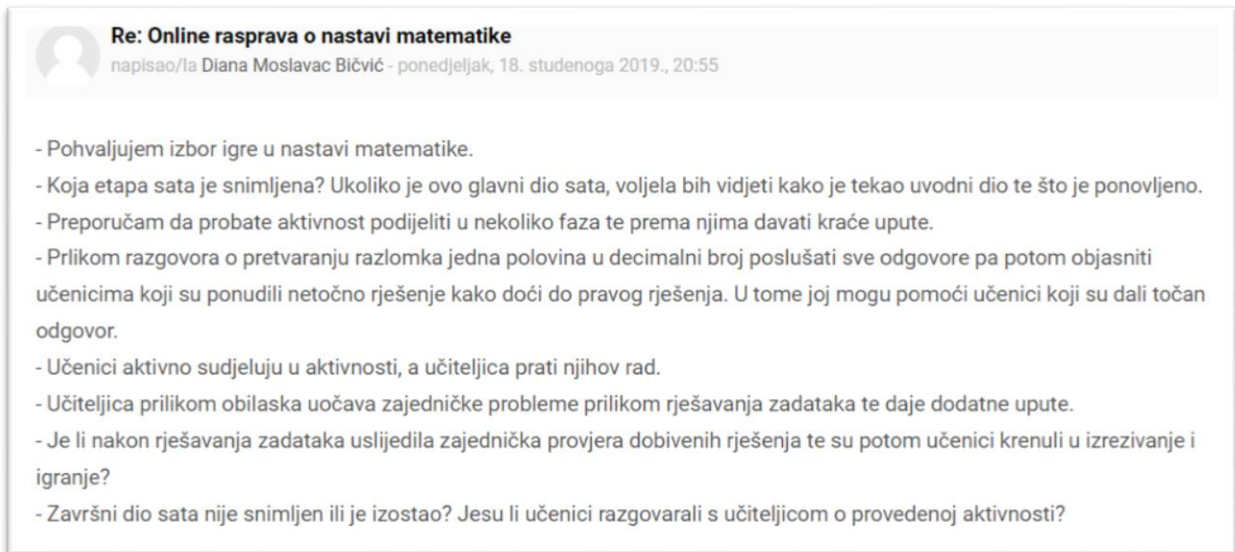 Re: Online rasprava o nastavi matematike
napisao/la Diana Moslavac Bičvić - ponedjeljak, 18. studenoga 2019., 20:55
- Pohvaljujem izbor igre u nastavi matematike.
- Koja etapa sata je snimljena? Ukoliko je ovo glavni dio sata, voljela bih vidjeti kako je tekao uvodni dio te što je ponovljeno.
- Preporučam da probate aktivnost podijeliti u nekoliko faza te prema njima davati kraće upute.
- Prlikom razgovora o pretvaranju razlomka jedna polovina u decimalni broj poslušati sve odgovore pa potom objasniti
učenicima koji su ponudili netočno rješenje kako doći do pravog rješenja. U tome joj mogu pomoći učenici koji su dali točan
odgovor.
- Učenici aktivno sudjeluju u aktivnosti, a učiteljica prati njihov rad.
- Učiteljica prilikom obilaska uočava zajedničke probleme prilikom rješavanja zadataka te daje dodatne upute.
- Je li nakon rješavanja zadataka uslijedila zajednička provjera dobivenih rješenja te su potom učenici krenuli u izrezivanje i
igranje?
- Završni dio sata nije snimljen ili je izostao? Jesu li učenici razgovarali s učiteljicom o provedenoj aktivnosti?